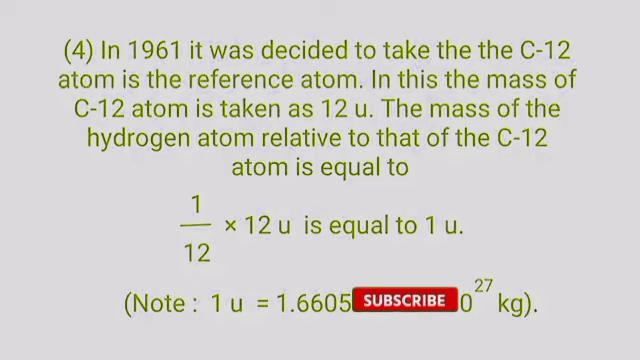 (4) In 1961 it was decided to take the the C-12
atom is the reference atom. In this the mass of
C-12 atom is taken as 12 u. The mass of the
hydrogen atom relative to that of the C-12
atom is equal to
1
12
× 12 u is equal to 1 u.
(Note : 1 u = 1.6605 SUBSCRIBE 0 27 kg).